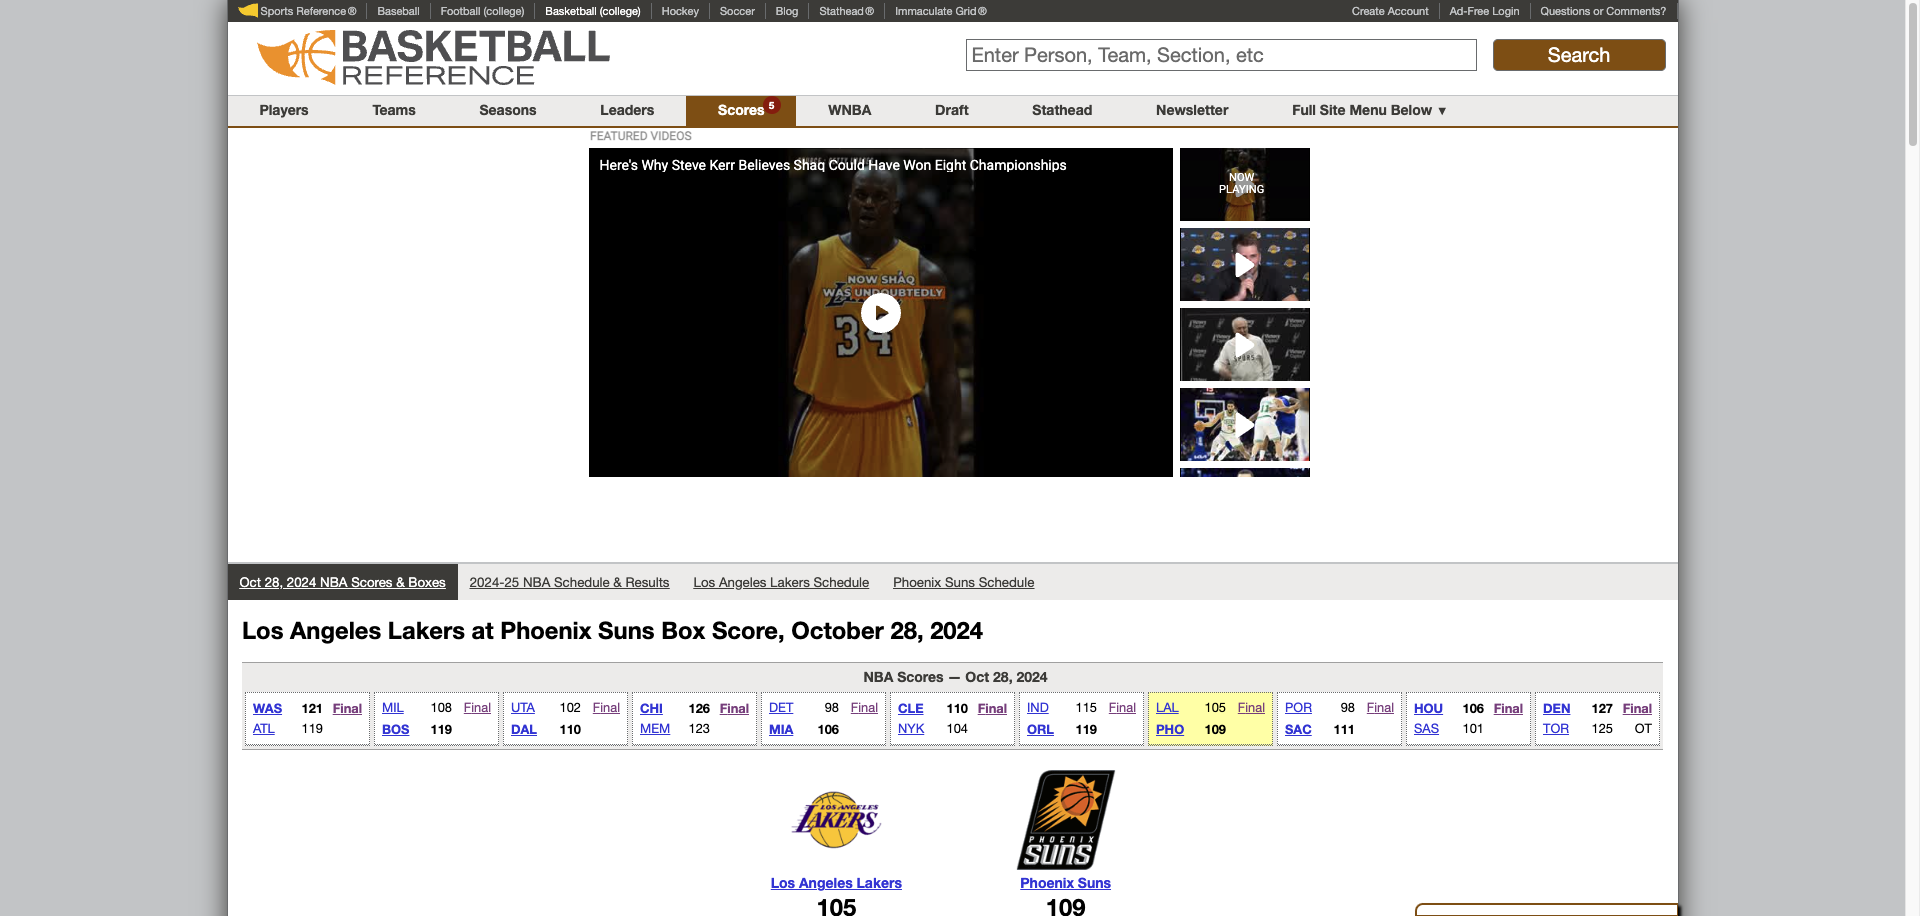 Sports Reference®
Baseball
Football (college)
Basketball (college)
Hockey
Soccer
Blog
Stathead®
Immaculate Grid®
Create Account
Ad-Free Login
Questions or Comments?
BASKETBALL
REFERENCE
Enter Person, Team, Section, etc
Search
Players
Teams
Seasons
Leaders
Scores 5
WNBA
Draft
Stathead
Newsletter
Full Site Menu Below ▼
FEATURED VIDEOS
Here's Why Steve Kerr Believes Shaq Could Have Won Eight Championships
NOW SHAQ
WAS UNDOUBTEDLY
34
NOW
PLAYING
Oct 28, 2024 NBA Scores & Boxes
2024-25 NBA Schedule & Results
Los Angeles Lakers Schedule
Phoenix Suns Schedule
Los Angeles Lakers at Phoenix Suns Box Score, October 28, 2024
NBA Scores — Oct 28, 2024
WAS 121 Final
ATL 119
MIL 108 Final
BOS 119
UTA 102 Final
DAL 110
CHI 126 Final
MEM 123
DET 98 Final
MIA 106
CLE 110 Final
NYK 104
IND 115 Final
ORL 119
LAL 105 Final
PHO 109
POR 98 Final
SAC 111
HOU 106 Final
SAS 101
DEN 127 Final
TOR 125 OT
LOS ANGELES
LAKERS
PHOENIX
SUNS
Los Angeles Lakers
105
Phoenix Suns
109